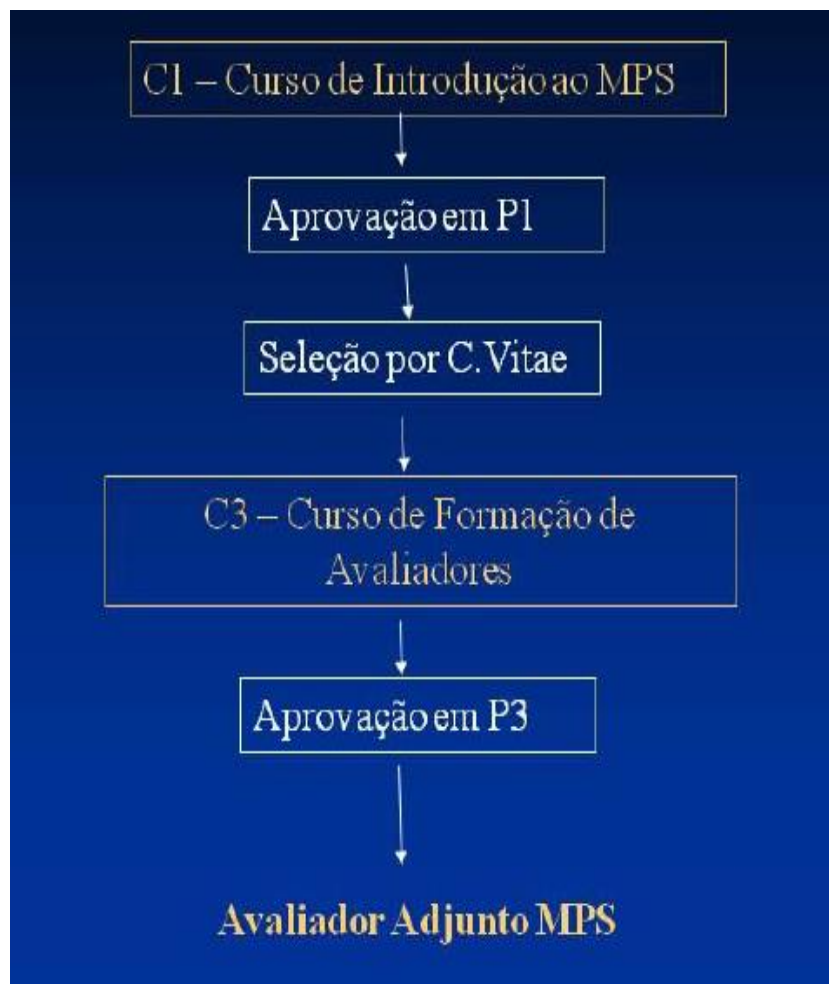 C1 – Curso de Introdução ao MPS
Aprovação em P1
Seleção por C.Vitae
C3 – Curso de Formação de
Avaliadores
Aprovação em P3
Avaliador Adjunto MPS